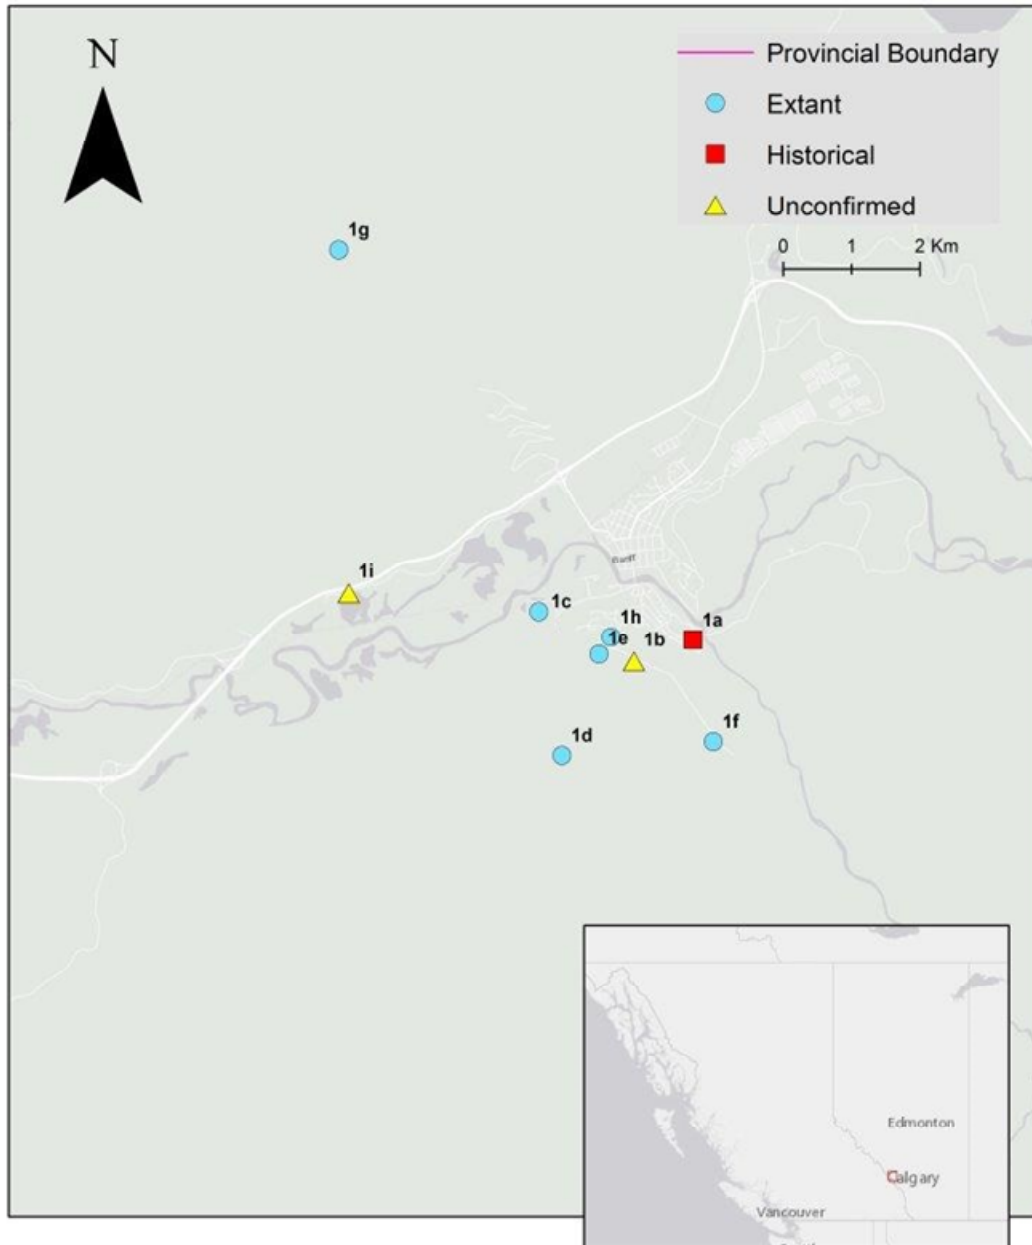 N
Provincial Boundary
Extant
Historical
Unconfirmed
0 1 2 Km
1g
1i
Banff
1c
1h
1a
1e
1b
1f
1d
Edmonton
Calgary
Vancouver